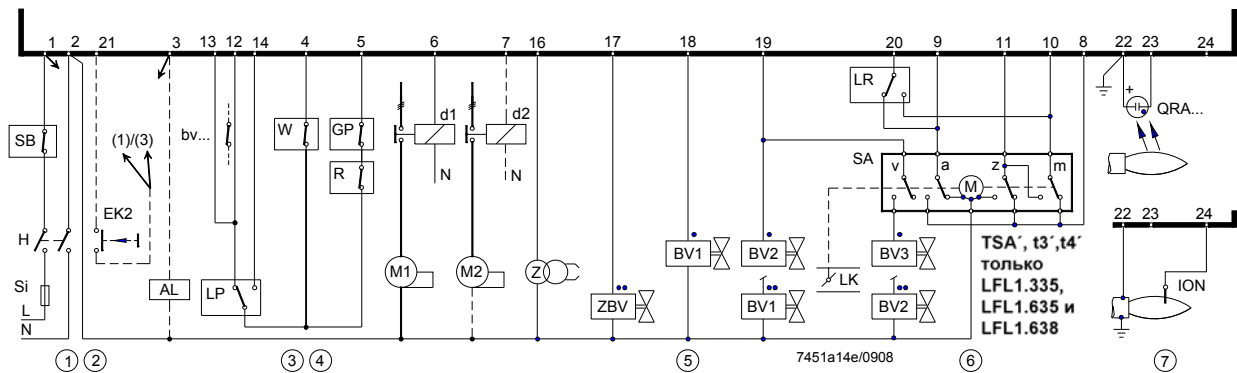 1 2 21 3 13 12 14 4 5 6 7 16 17 18 19 20 9 11 10 8 22 23 24
LR
+
QRA...
SB
(1)/(3)
bv...
W
GP
d1
d2
R
N
N
SA
v a z m
M
EK2
22 23 24
H
BV1
BV2
BV3
TSA´, t3´,t4´
только
LFL1.335,
LFL1.635 и
LFL1.638
M1
M2
Z
LK
ION
Si
AL
LP
ZBV
BV1
BV2
L
N
1 2 3 4 5 7451a14e/0908 6 7